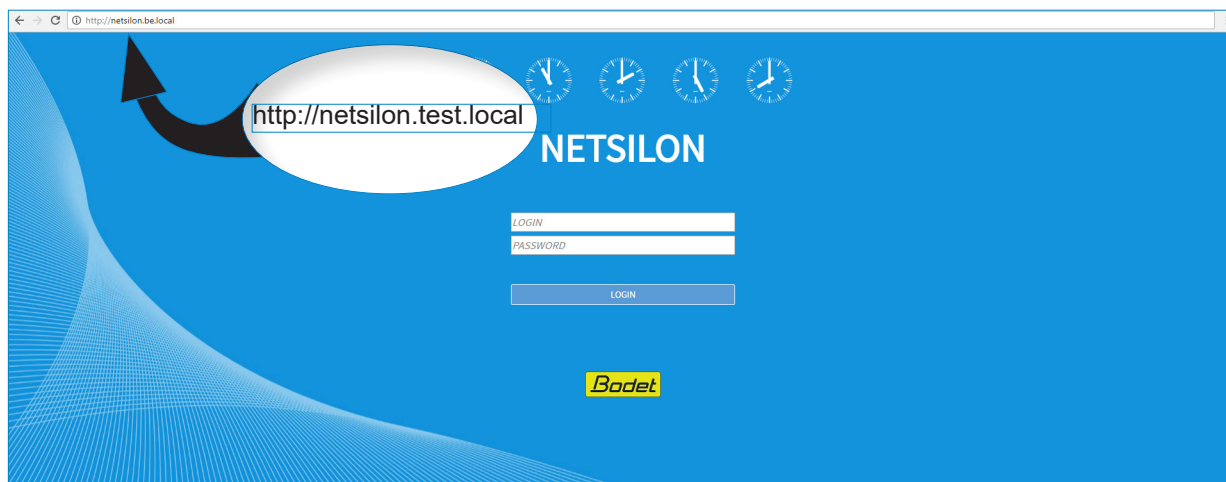 http://netsilon.be.local
http://netsilon.test.local
NETSILON
LOGIN
PASSWORD
LOGIN
Bodet